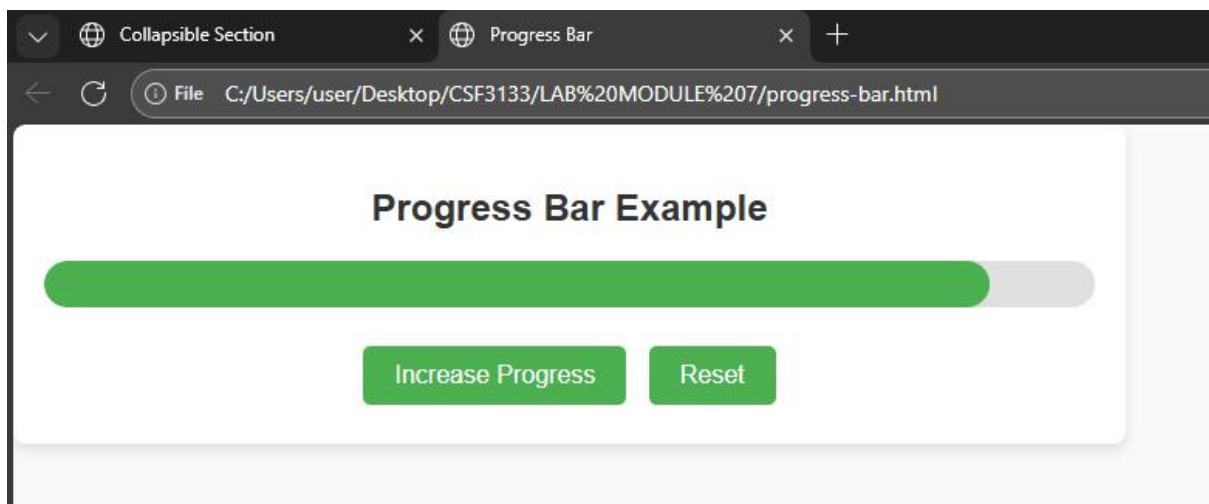 Collapsible Section
Progress Bar
File C:/Users/user/Desktop/CSF3133/LAB%20MODULE%207/progress-bar.html
Progress Bar Example
Increase Progress
Reset